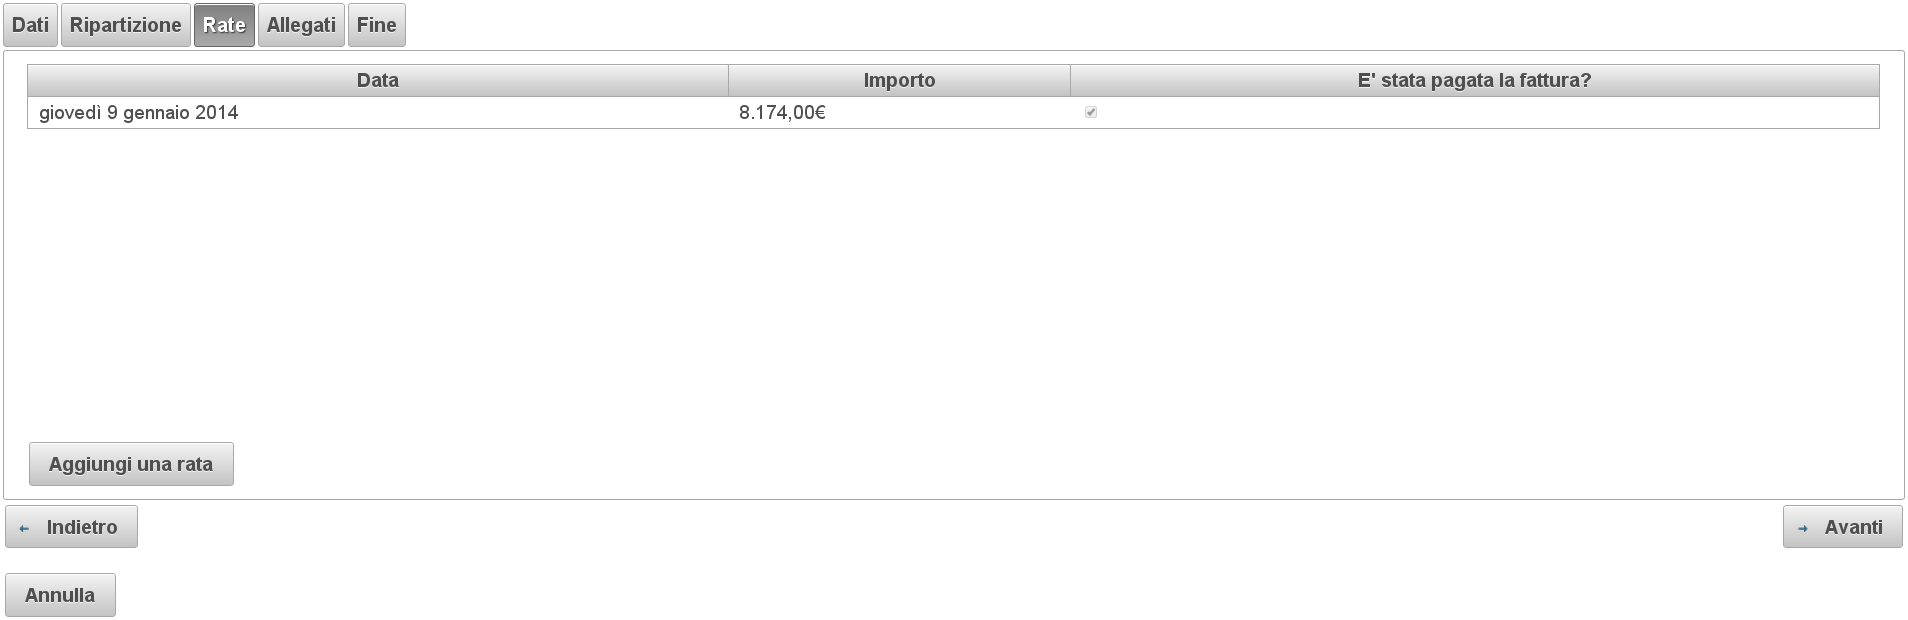 Dati Ripartizione Rate Allegati Fine
Data Importo E' stata pagata la fattura?
giovedì 9 gennaio 2014 8.174,00€
Aggiungi una rata
Indietro Avanti
Annulla